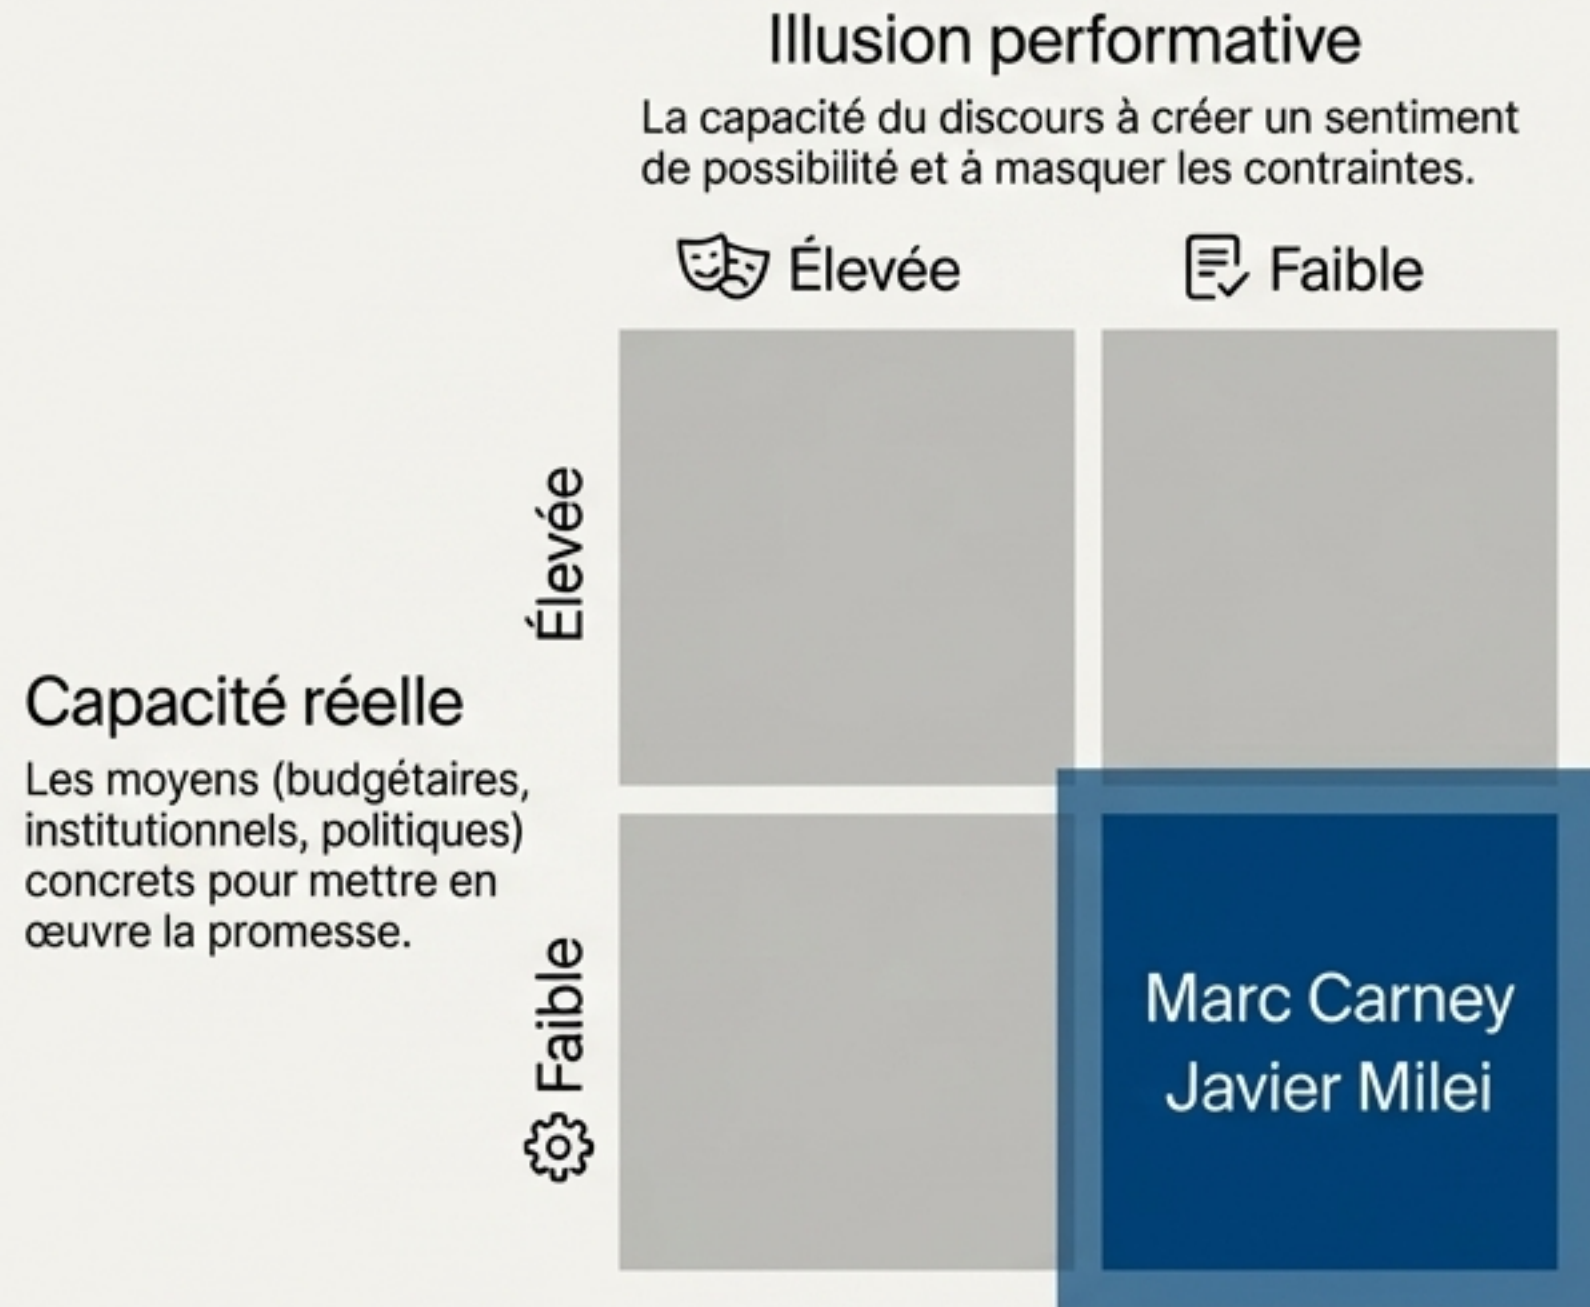 Illusion performative
La capacité du discours à créer un sentiment
de possibilité et à masquer les contraintes.
Élevée
Faible
Élevée
Capacité réelle
Les moyens (budgétaires,
institutionnels, politiques)
concrets pour mettre en
œuvre la promesse.
Faible
Marc Carney
Javier Milei